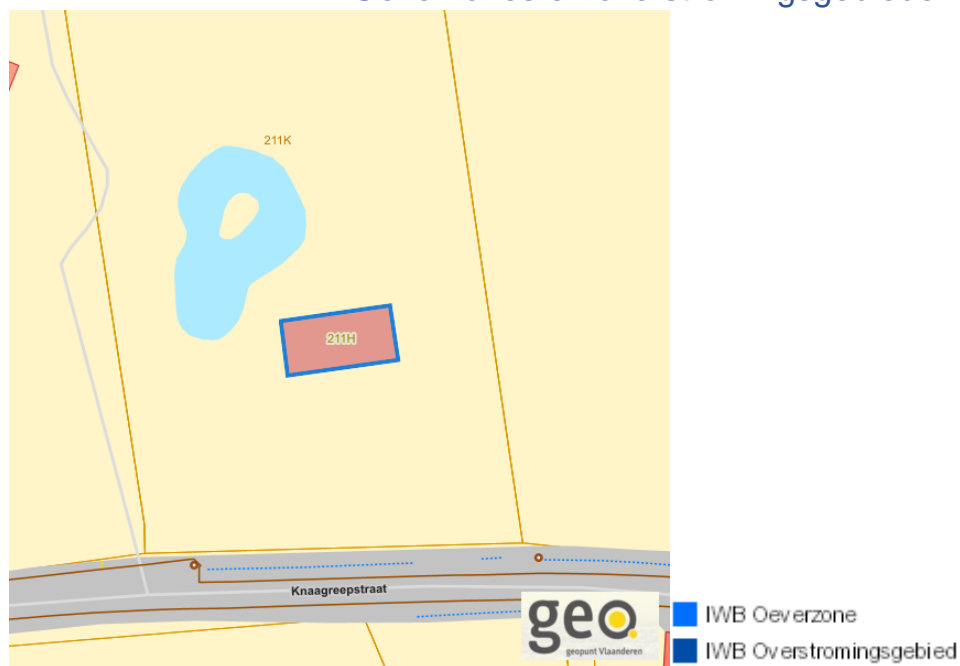 211K
211H
Knaagreepstraat
geo.
geopunt Vlaanderen
IWB Oeverzone
IWB Overstromingsgebied